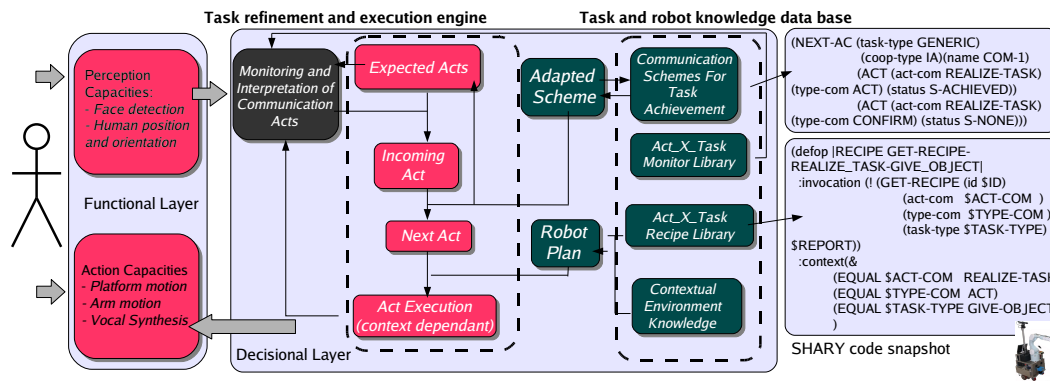 Task refinement and execution engine
Task and robot knowledge data base
Perception
Capacities:
- Face detection
- Human position
and orientation
Functional Layer
Action Capacities
- Platform motion
- Arm motion
- Vocal Synthesis
Monitoring and
Interpretation of
Communication
Acts
Expected Acts
Incoming
Act
Next Act
Act Execution
(context dependant)
Decisional Layer
Adapted
Scheme
Robot
Plan
Communication
Schemes For
Task
Achievement
Act_X_Task
Monitor Library
Act_X_Task
Recipe Library
Contextual
Environment
Knowledge
(NEXT-AC (task-type GENERIC)
(coop-type IA)(name COM-1)
(ACT (act-com REALIZE-TASK)
(type-com ACT) (status S-ACHIEVED))
(ACT (act-com REALIZE-TASK)
(type-com CONFIRM) (status S-NONE)))
(defop |RECIPE GET-RECIPE-
REALIZE_TASK-GIVE_OBJECT|
:invocation (! (GET-RECIPE (id $ID)
(act-com $ACT-COM )
(type-com $TYPE-COM )
(task-type $TASK-TYPE)
$REPORT))
:context(&
(EQUAL $ACT-COM REALIZE-TASK
(EQUAL $TYPE-COM ACT)
(EQUAL $TASK-TYPE GIVE-OBJECT
)
SHARY code snapshot